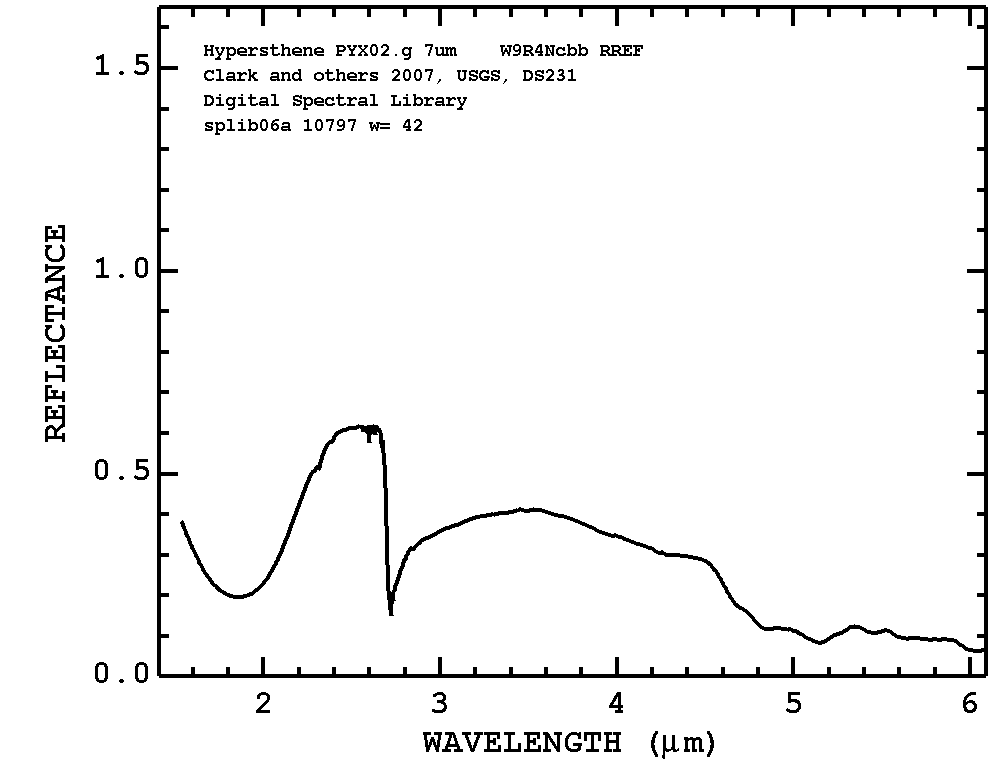 Hypersthene PYX02.g 7um W9R4Ncbb RREF
Clark and others 2007, USGS, DS231
Digital Spectral Library
splib06a 10797 w= 42
REFLECTANCE
1.5
1.0
0.5
0.0
2 3 4 5 6
WAVELENGTH (μm)